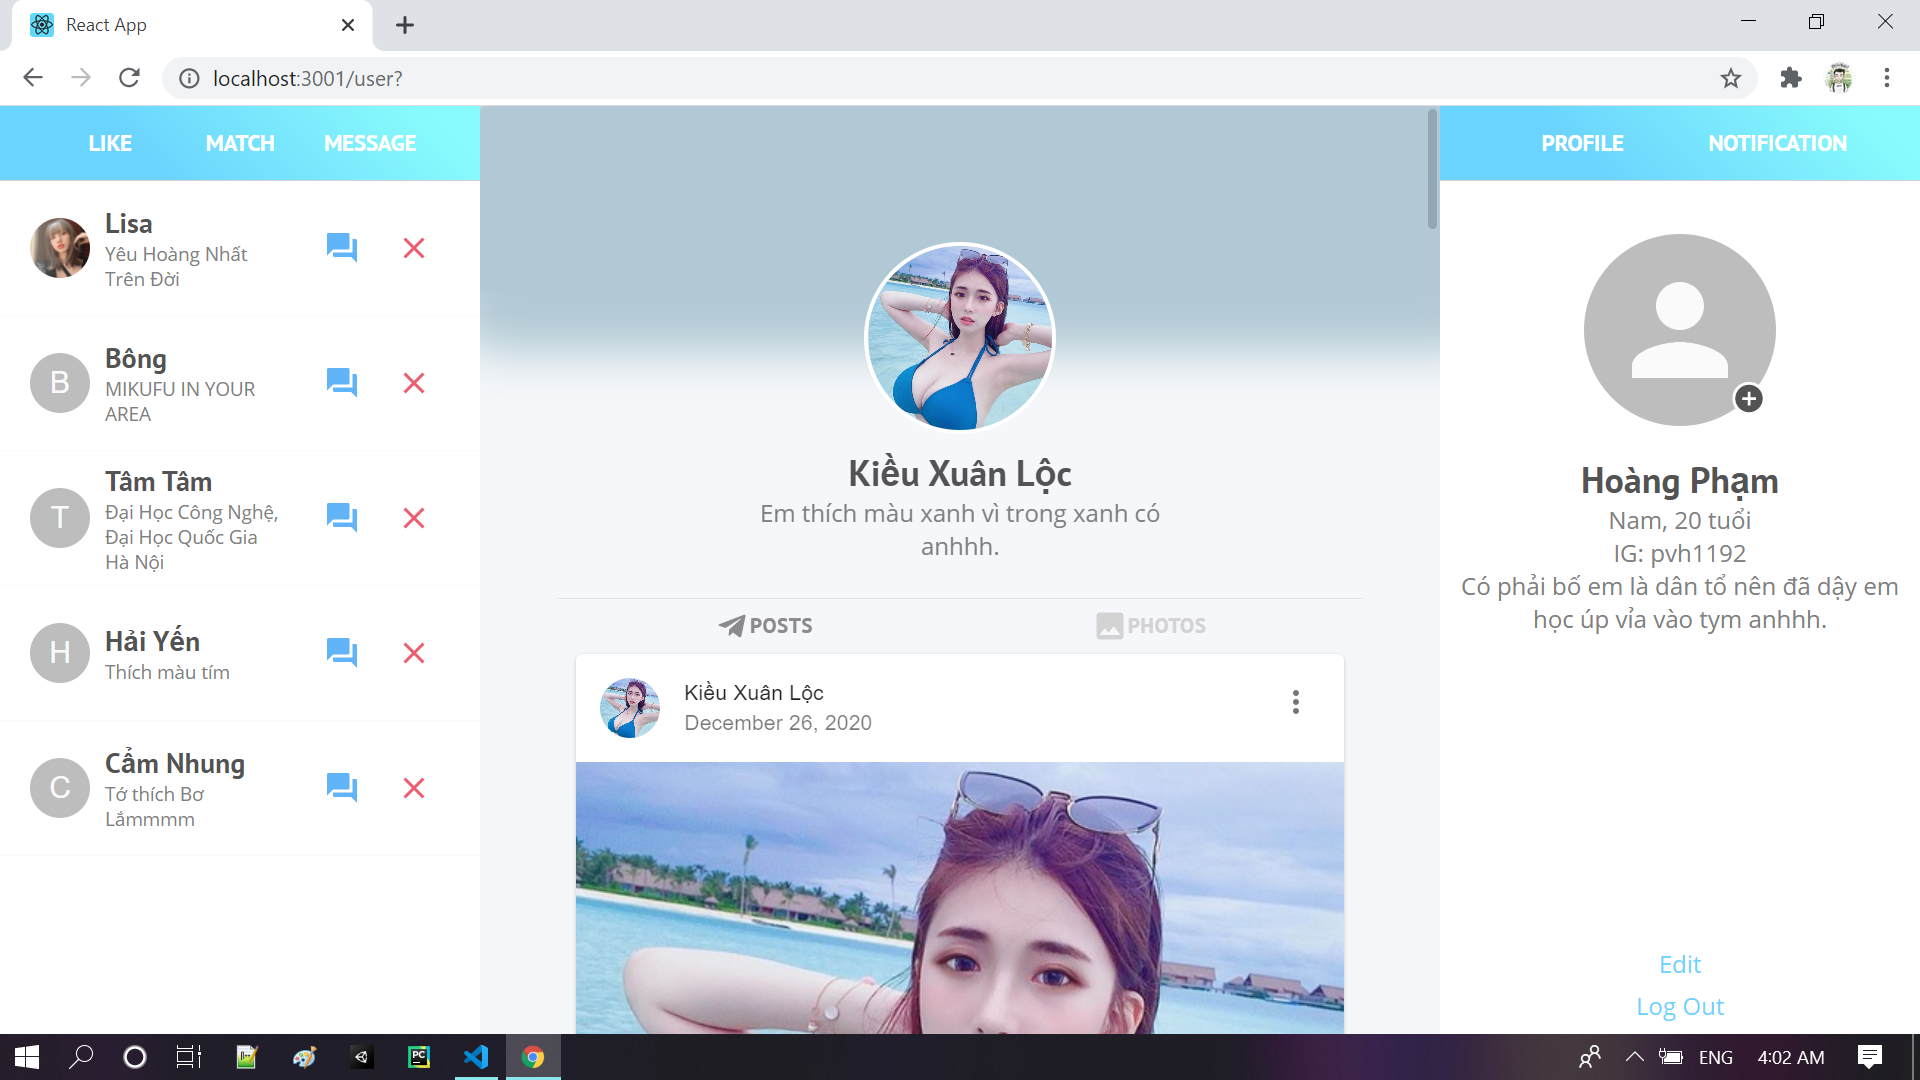 React App
localhost:3001/user?
LIKE MATCH MESSAGE
Lisa
Yêu Hoàng Nhất
Trên Đời
B
Bông
MIKUFU IN YOUR
AREA
T
Tâm Tâm
Đại Học Công Nghệ,
Đại Học Quốc Gia
Hà Nội
H
Hải Yến
Thích màu tím
C
Cẩm Nhung
Tớ thích Bơ
Lắmmmm
Kiều Xuân Lộc
Em thích màu xanh vì trong xanh có
anhhh.
POSTS PHOTOS
Kiều Xuân Lộc
December 26, 2020
PROFILE NOTIFICATION
Hoàng Phạm
Nam, 20 tuổi
IG: pvh1192
Có phải bố em là dân tổ nên đã dậy em
học úp vỉa vào tym anhhh.
Edit
Log Out
PC
ENG 4:02 AM